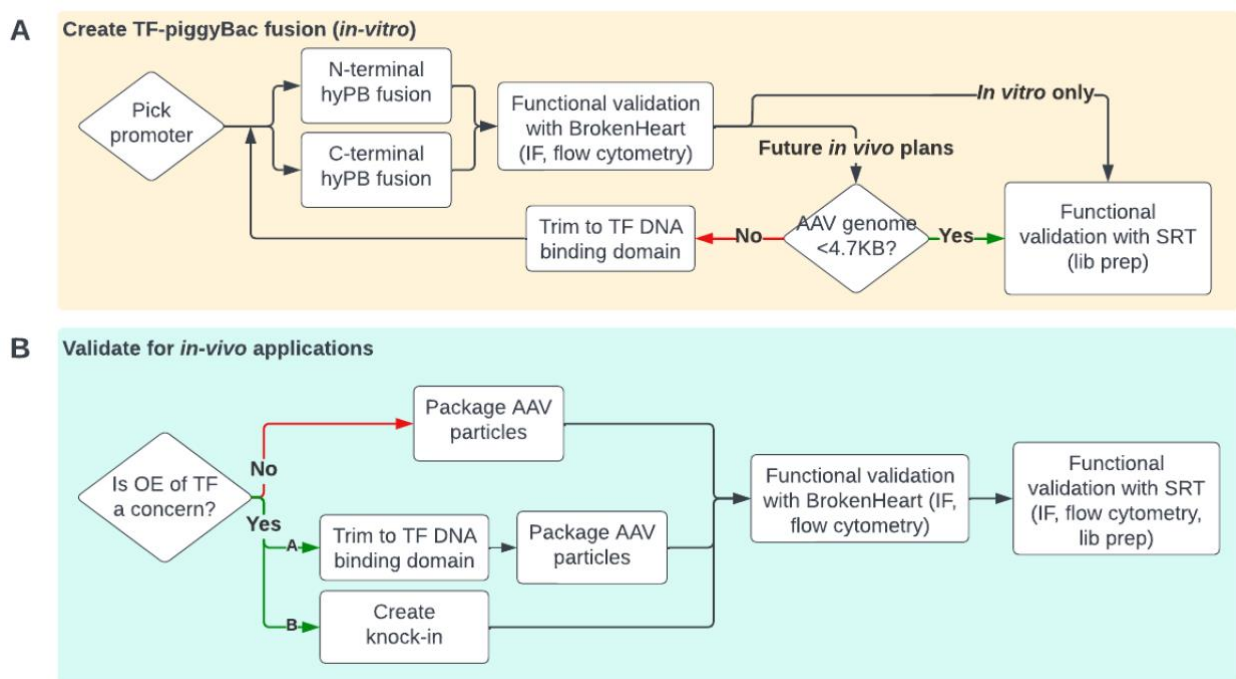 A
Create TF-piggyBac fusion (in-vitro)
Pick
promoter
N-terminal
hyPB fusion
C-terminal
hyPB fusion
Functional validation
with BrokenHeart
(IF, flow cytometry)
In vitro only
Future in vivo plans
AAV genome
<4.7KB?
No
Yes
Trim to TF DNA
binding domain
Functional
validation with SRT
(lib prep)
B
Validate for in-vivo applications
Is OE of TF
a concern?
No
Yes
Package AAV
particles
A
Trim to TF DNA
binding domain
Package AAV
particles
B
Create
knock-in
Functional validation
with BrokenHeart (IF,
flow cytometry)
Functional
validation with SRT
(IF, flow cytometry,
lib prep)